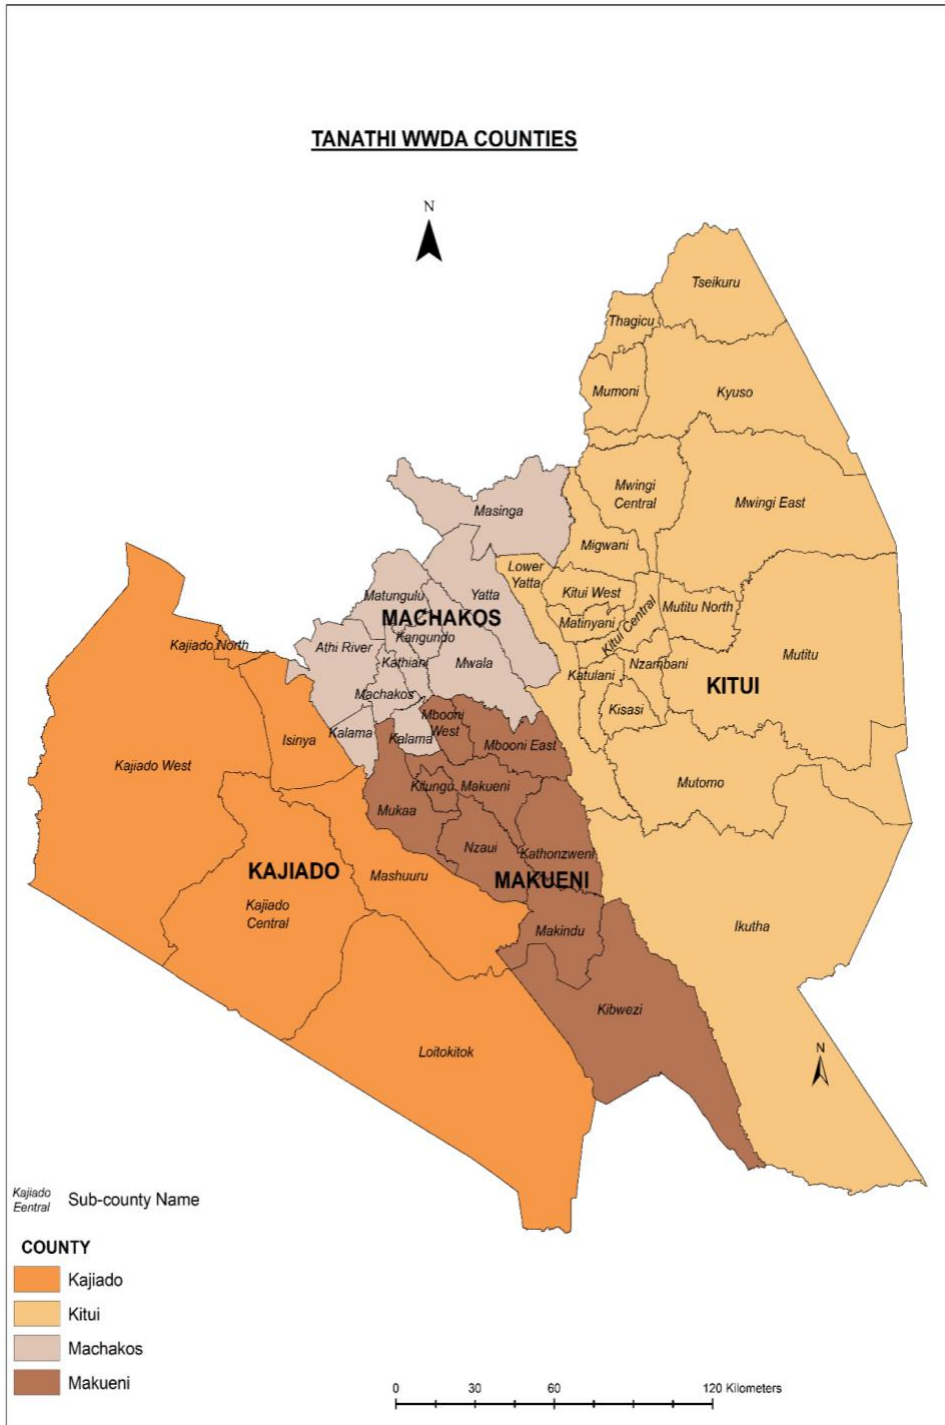 TANATHI WWDA COUNTIES
N
Tseikuru
Thagicu
Mumoni
Kyuso
Mwingi
Central
Mwingi East
Masinga
Migwani
Lower
Yatta
Yatta
Kitui West
Matungulu
MACHAKOS
Matinyani
Kitui Central
Mutitu North
Kangundo
Kajiado North
Athi River
Kathiani
Mwala
Nzambani
Mutitu
Katulani
KITUI
Machakos
Kisasi
Mbooni
West
Kalama
Kalama
Isinya
Mbooni East
Kajiado West
Kilungu
Makueni
Mutomo
Mukaa
Nzaui
Kathonzweni
KAJIADO
Mashuuru
MAKUENI
Kajiado
Central
Makindu
Ikutha
Kibwezi
Loitokitok
N
Kajiado
Eentral
Sub-county Name
COUNTY
Kajiado
Kitui
Machakos
Makueni
0 30 60 120 Kilometers